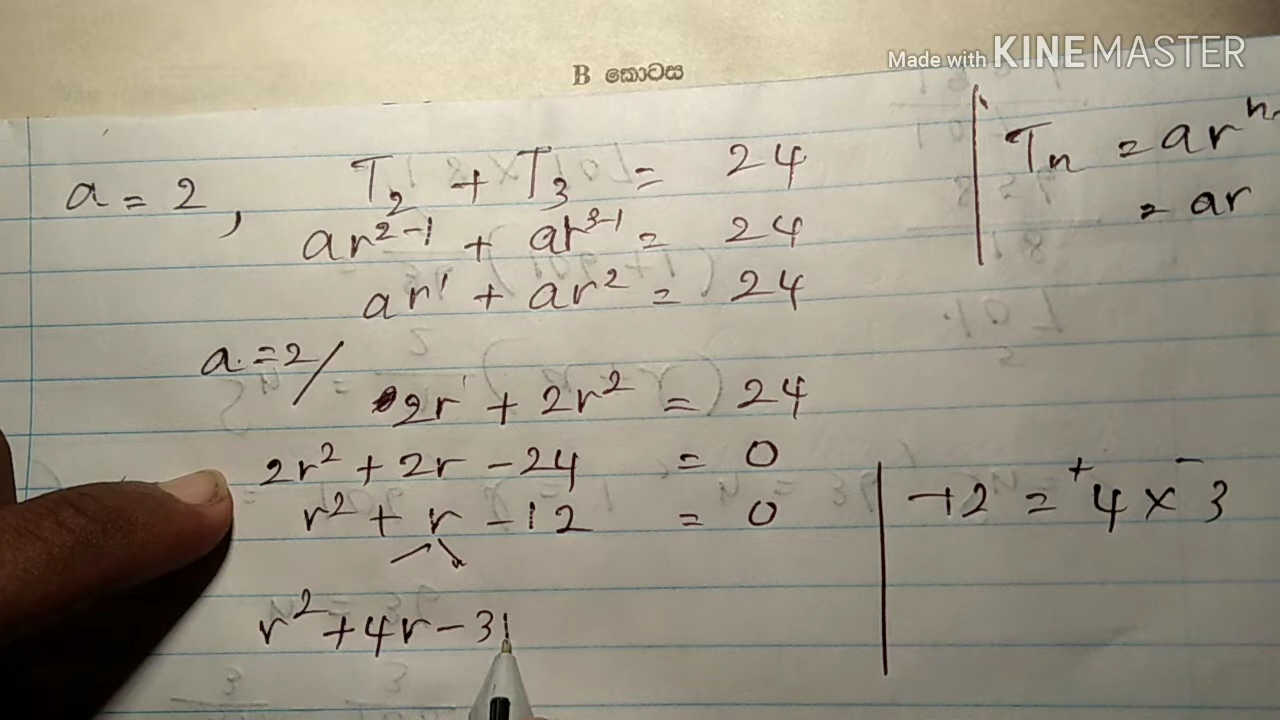 Made with KINEMASTER
B කොටස
a = 2, T₂ + T₃ = 24
ar²⁻¹ + ar³⁻¹ = 24
ar¹ + ar² = 24
a = 2/
2r¹ + 2r² = 24
2r² + 2r - 24 = 0
r² + r - 12 = 0
r² + 4r - 3
Tn = arⁿ
= ar
-12 = +4 × -3